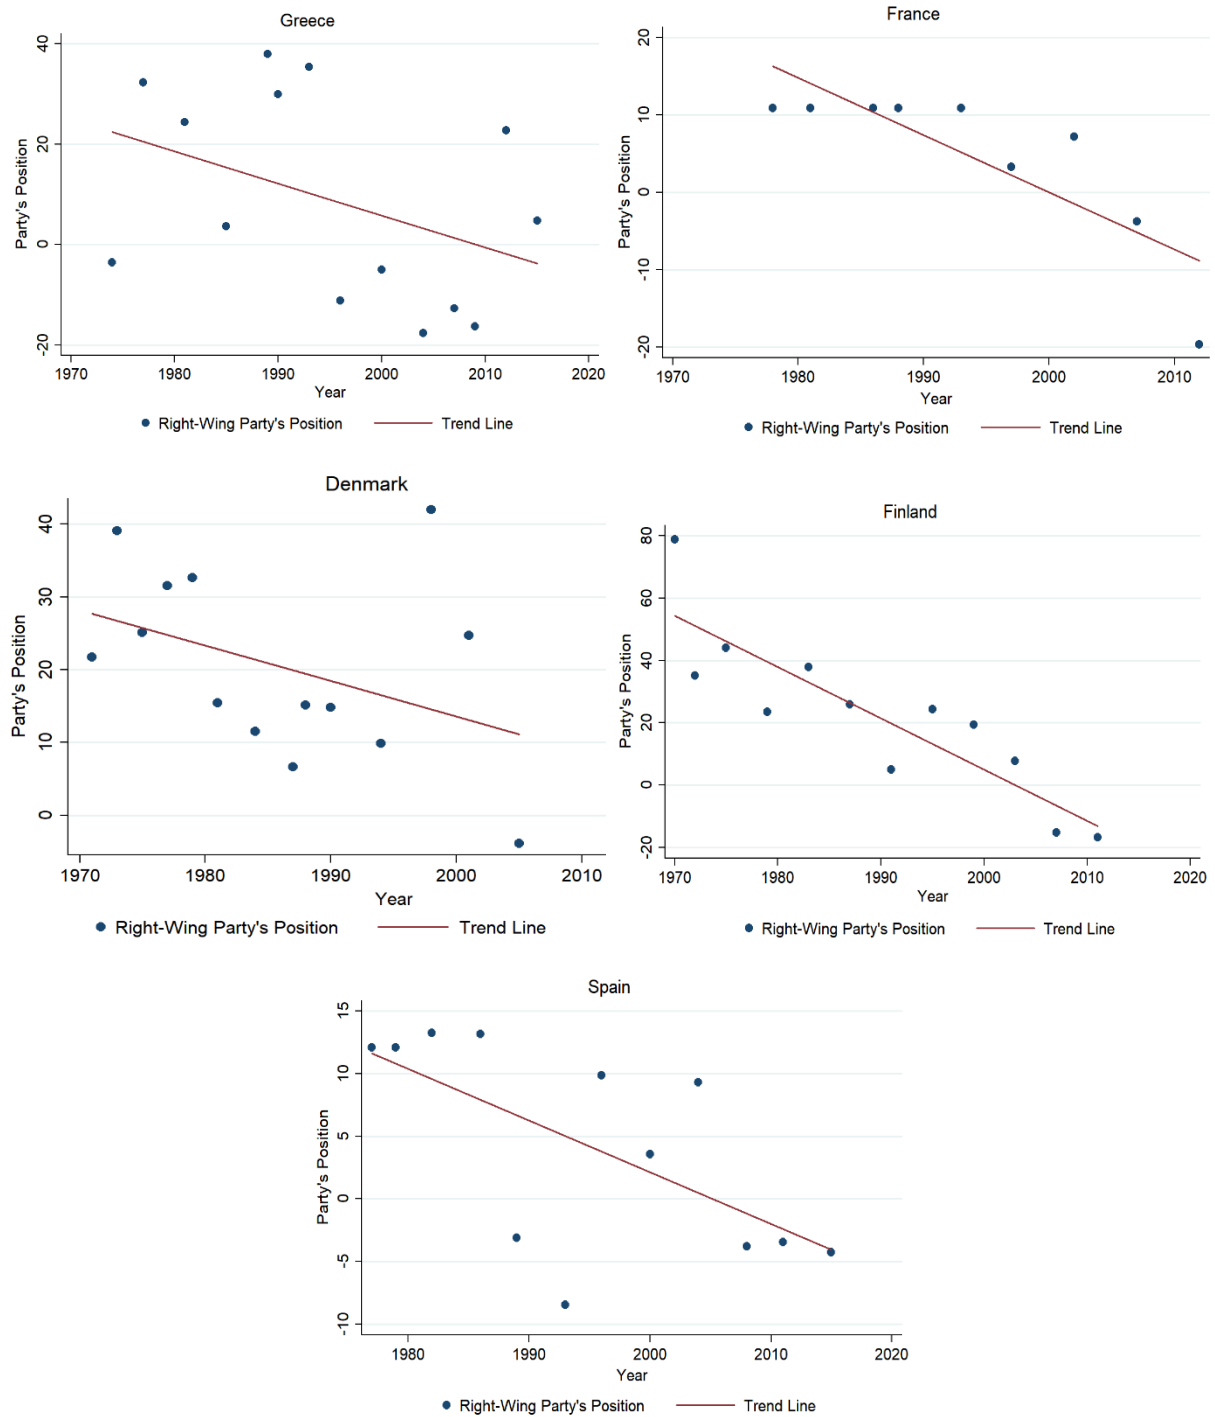 Greece
Party's Position
40
20
0
-20
1970 1980 1990 2000 2010 2020
Year
Right-Wing Party's Position Trend Line
France
Party's Position
20
10
0
-10
-20
1970 1980 1990 2000 2010
Year
Right-Wing Party's Position Trend Line
Denmark
Party's Position
40
30
20
10
0
1970 1980 1990 2000 2010
Year
Right-Wing Party's Position Trend Line
Finland
Party's Position
80
60
40
20
0
-20
1970 1980 1990 2000 2010 2020
Year
Right-Wing Party's Position Trend Line
Spain
Party's Position
15
10
5
0
-5
-10
1980 1990 2000 2010 2020
Year
Right-Wing Party's Position Trend Line